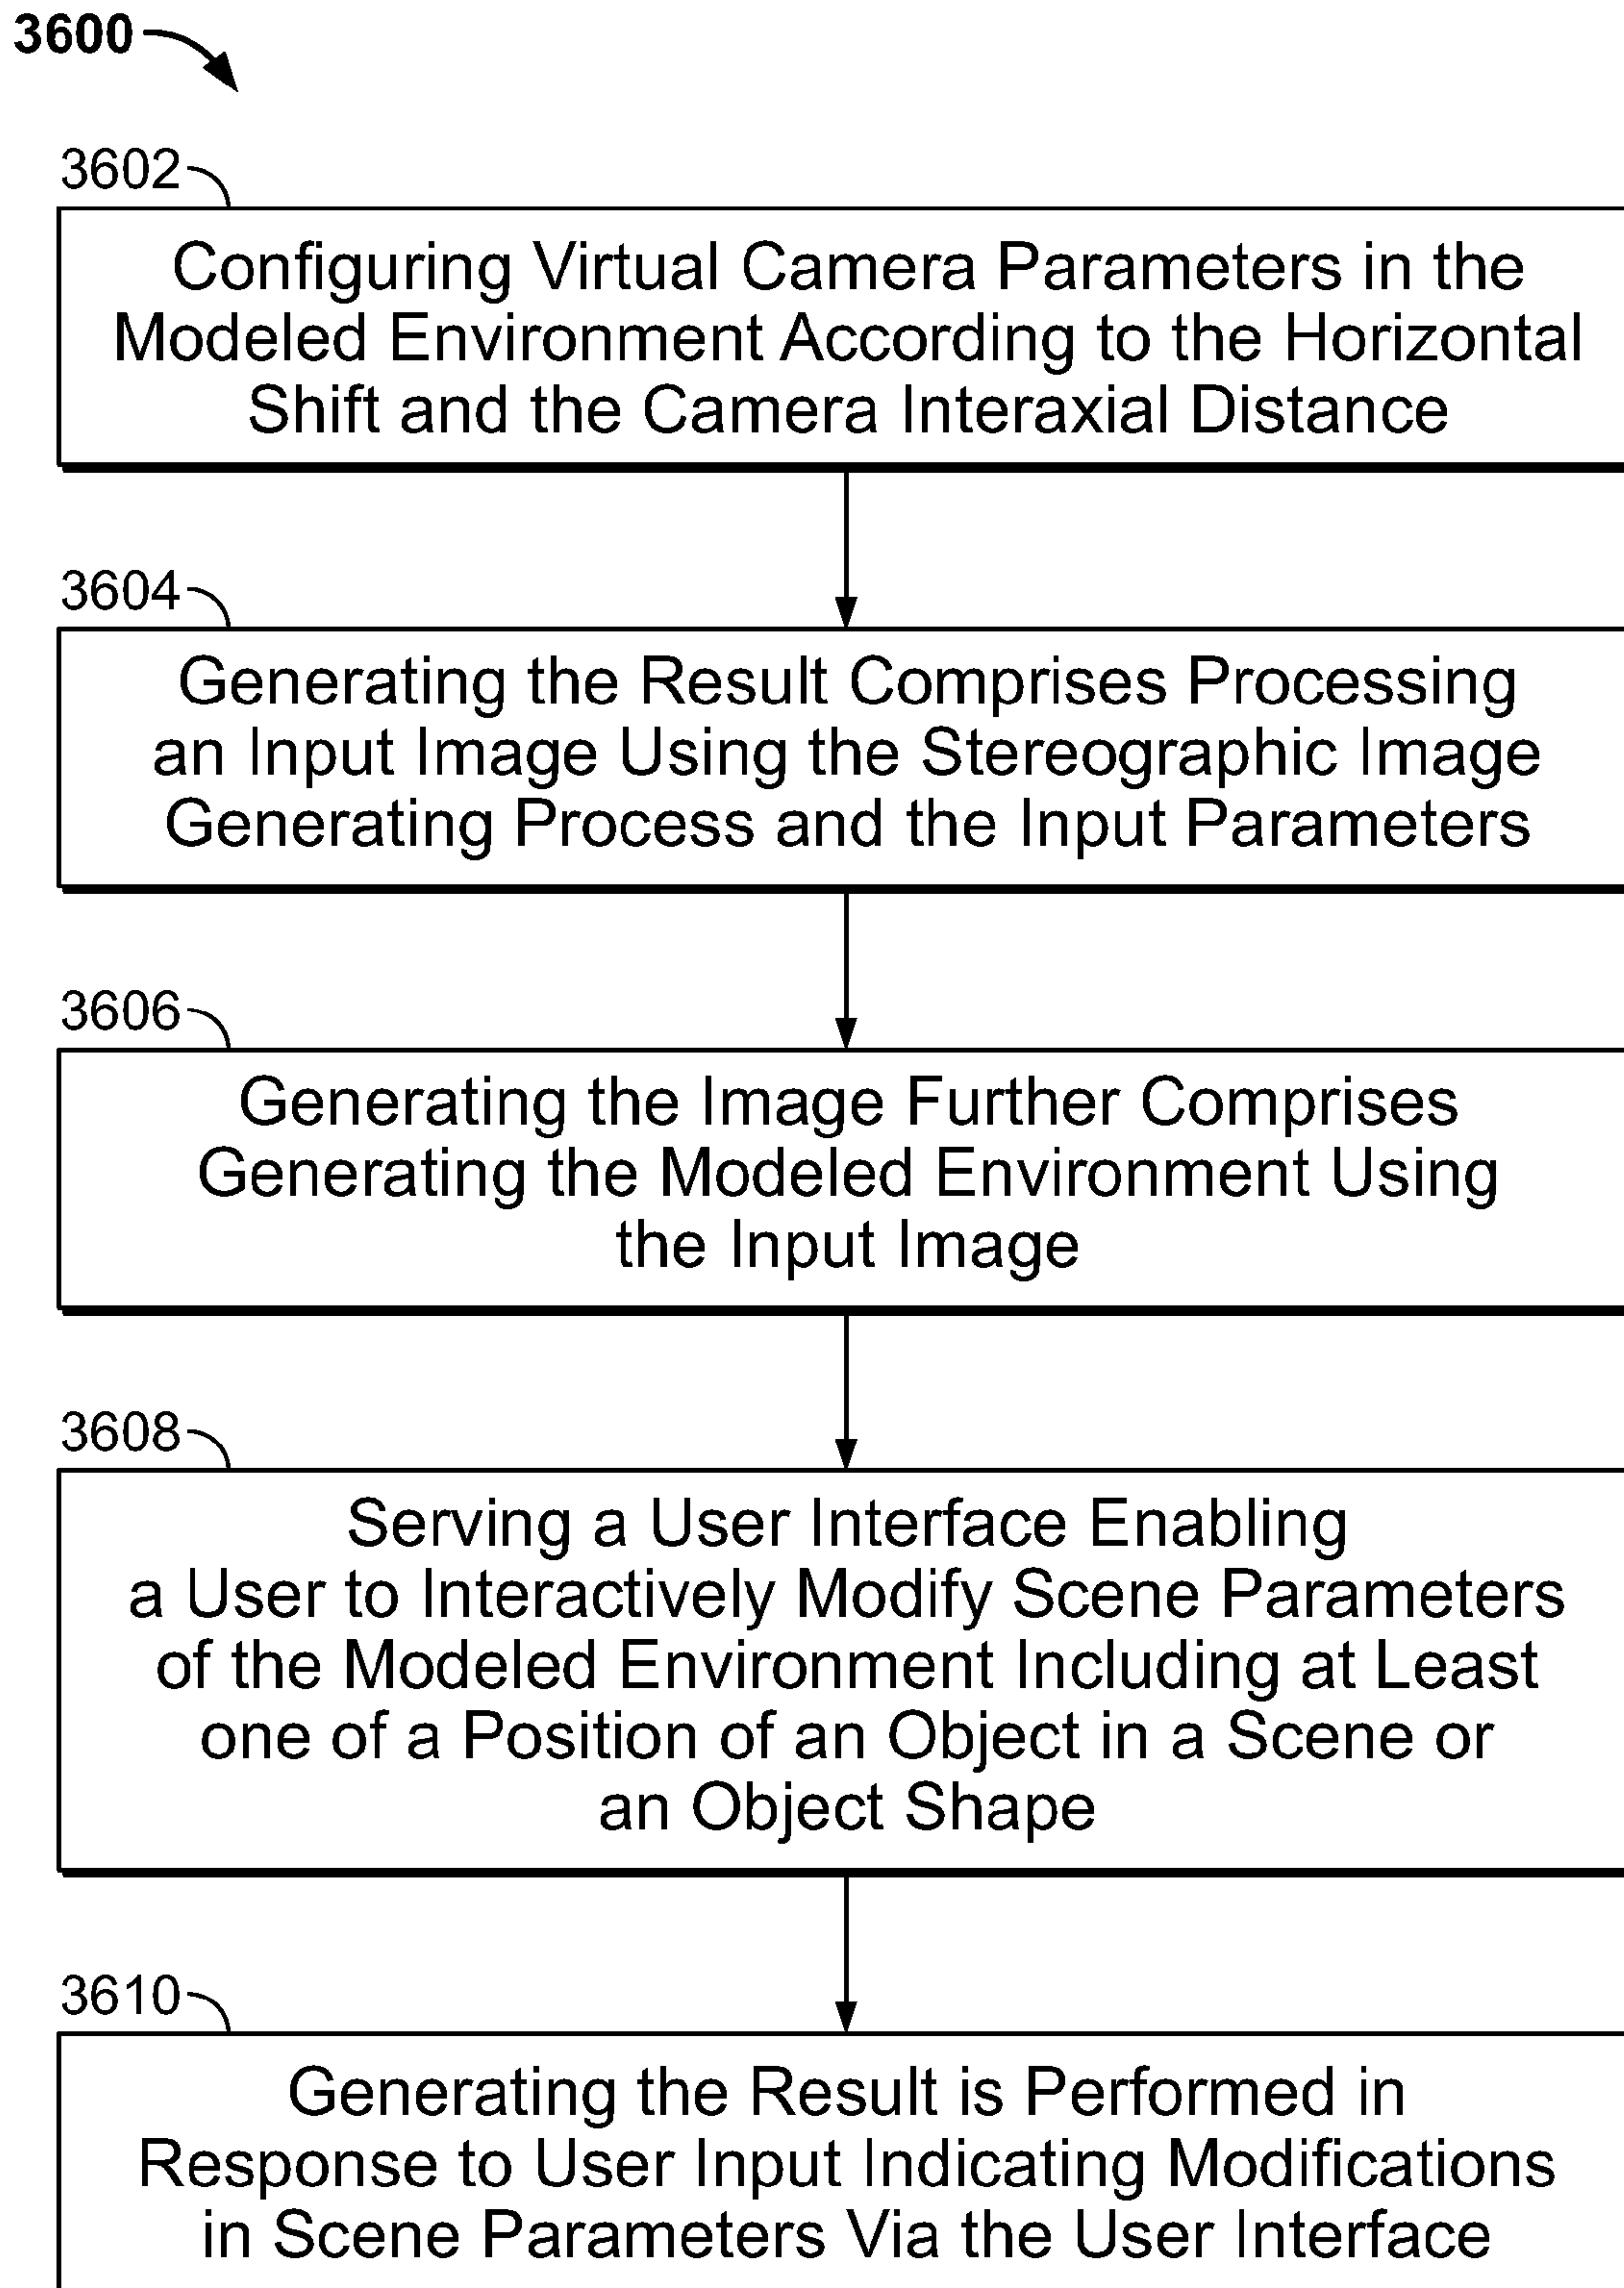 3600
3602
Configuring Virtual Camera Parameters in the
Modeled Environment According to the Horizontal
Shift and the Camera Interaxial Distance
3604
Generating the Result Comprises Processing
an Input Image Using the Stereographic Image
Generating Process and the Input Parameters
3606
Generating the Image Further Comprises
Generating the Modeled Environment Using
the Input Image
3608
Serving a User Interface Enabling
a User to Interactively Modify Scene Parameters
of the Modeled Environment Including at Least
one of a Position of an Object in a Scene or
an Object Shape
3610
Generating the Result is Performed in
Response to User Input Indicating Modifications
in Scene Parameters Via the User Interface